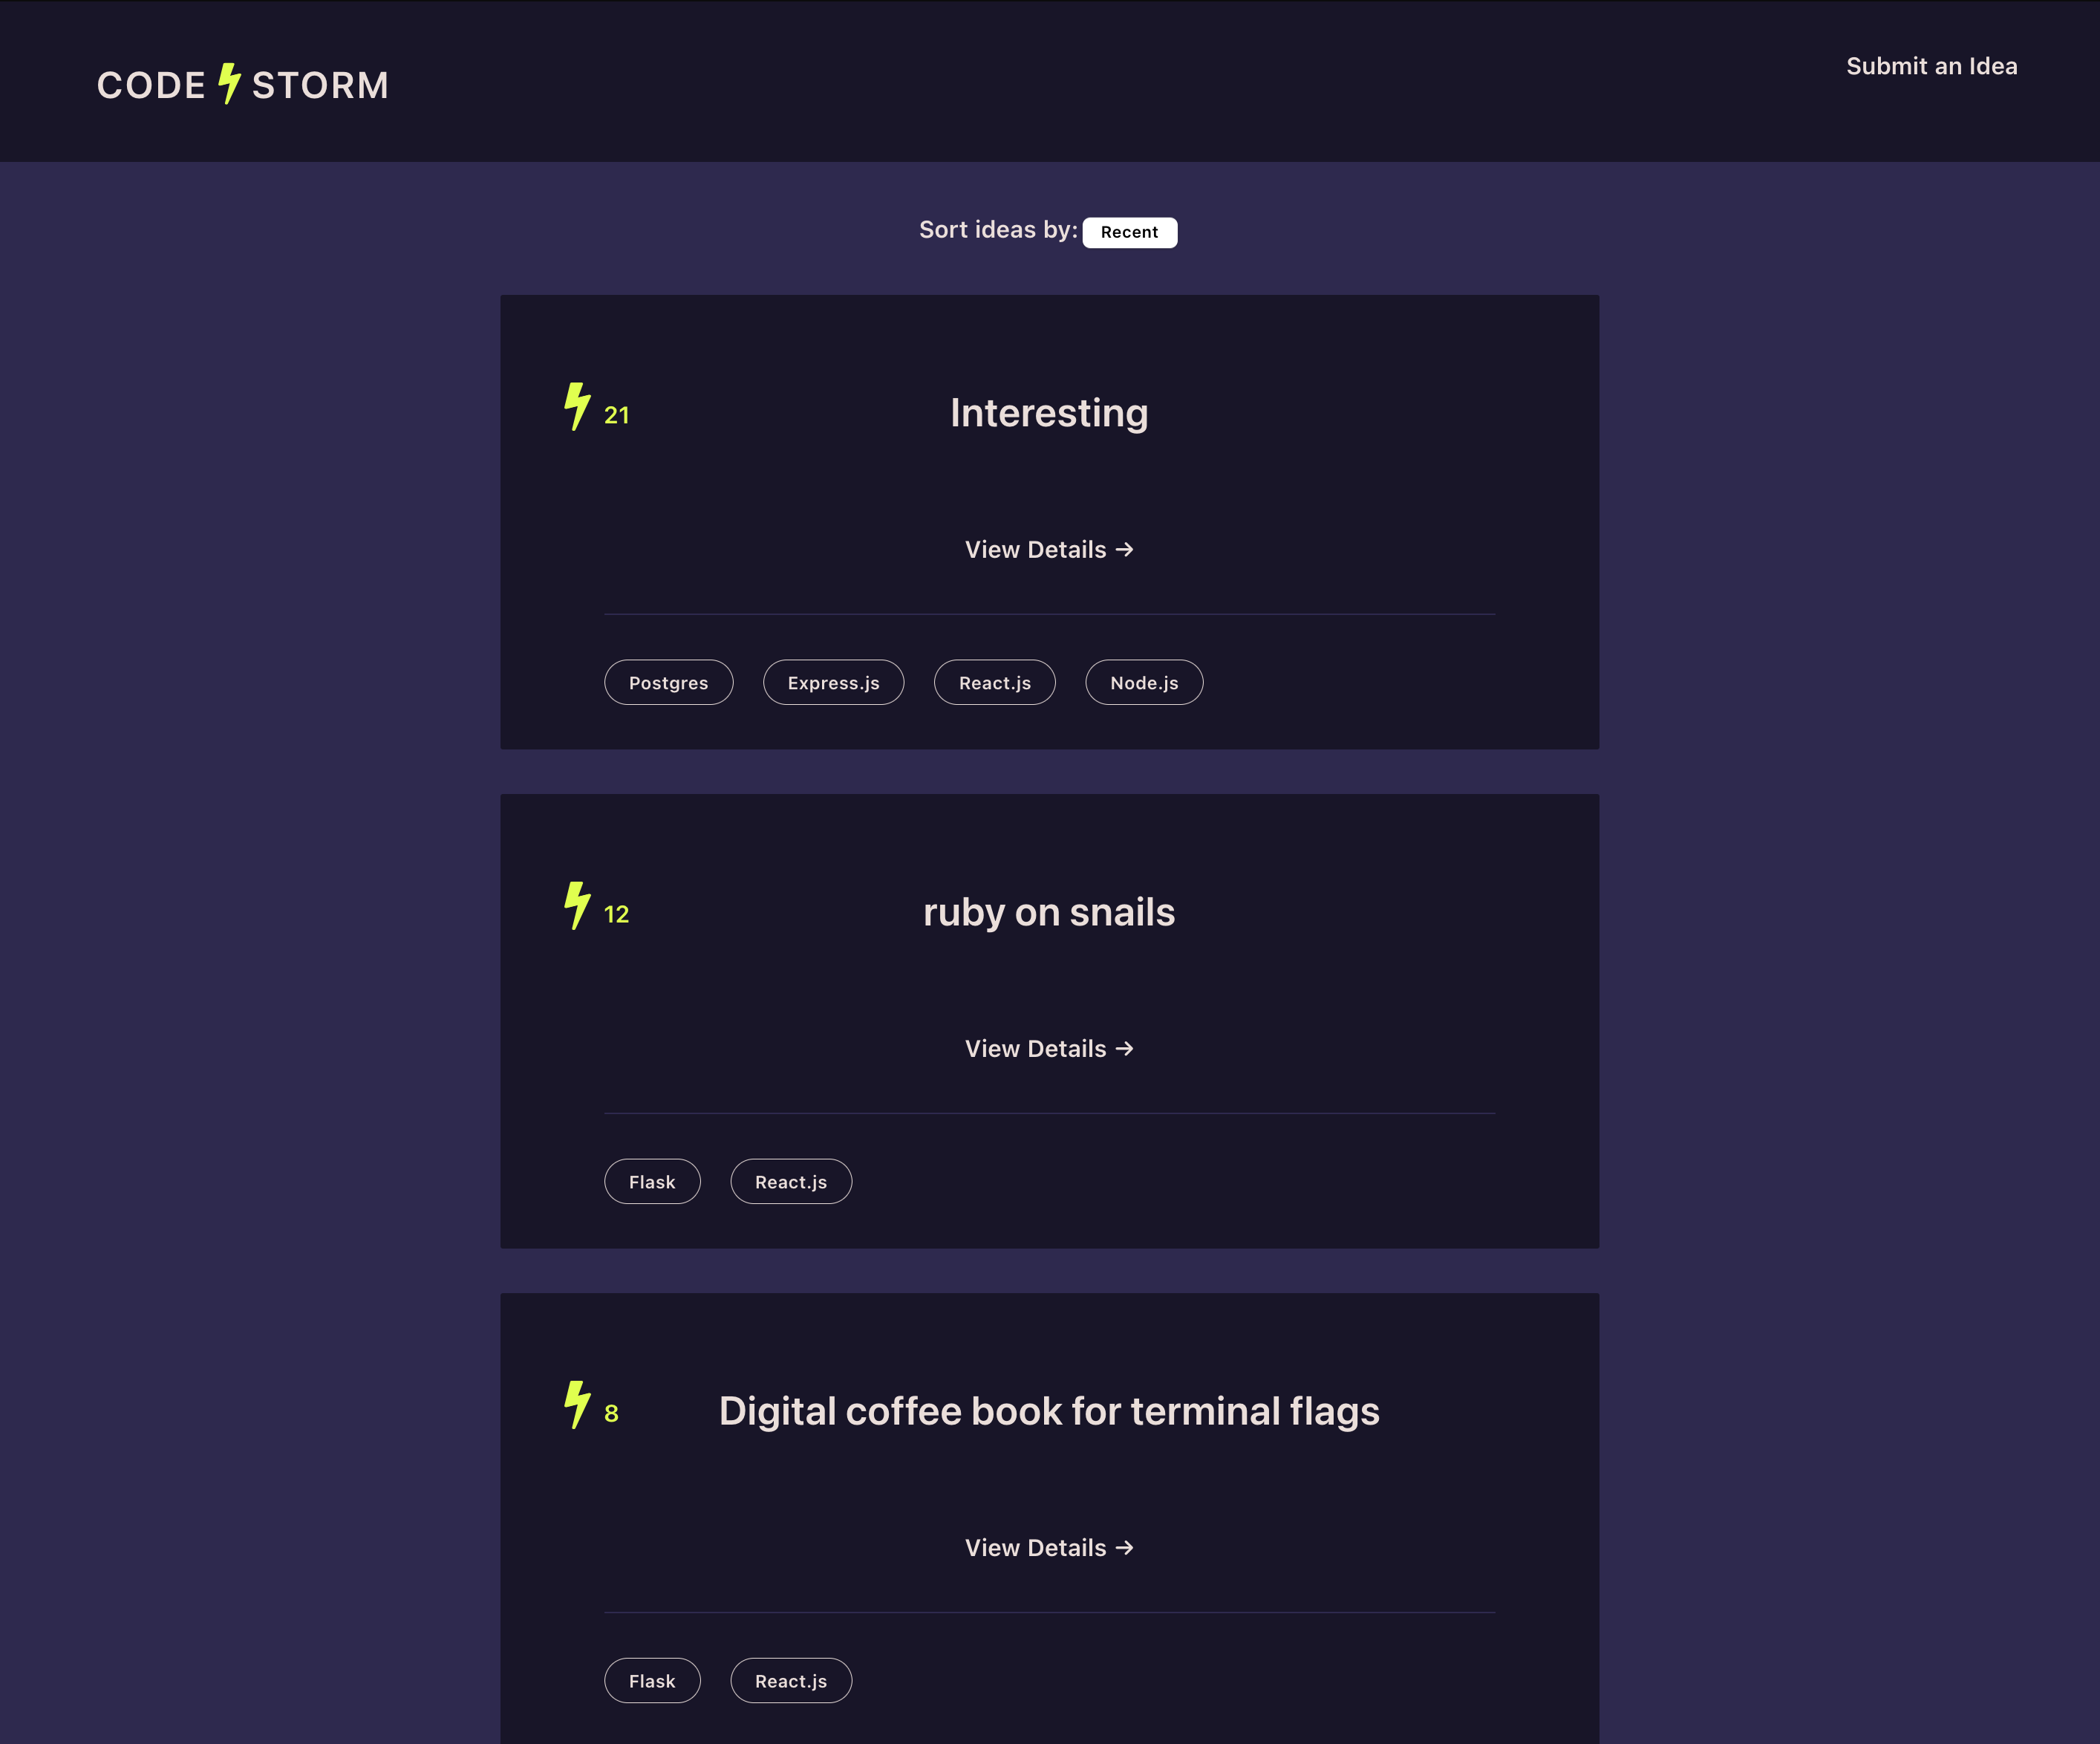 CODE STORM
Submit an Idea
Sort ideas by: Recent
21
Interesting
View Details →
Postgres Express.js React.js Node.js
12
ruby on snails
View Details →
Flask React.js
8
Digital coffee book for terminal flags
View Details →
Flask React.js